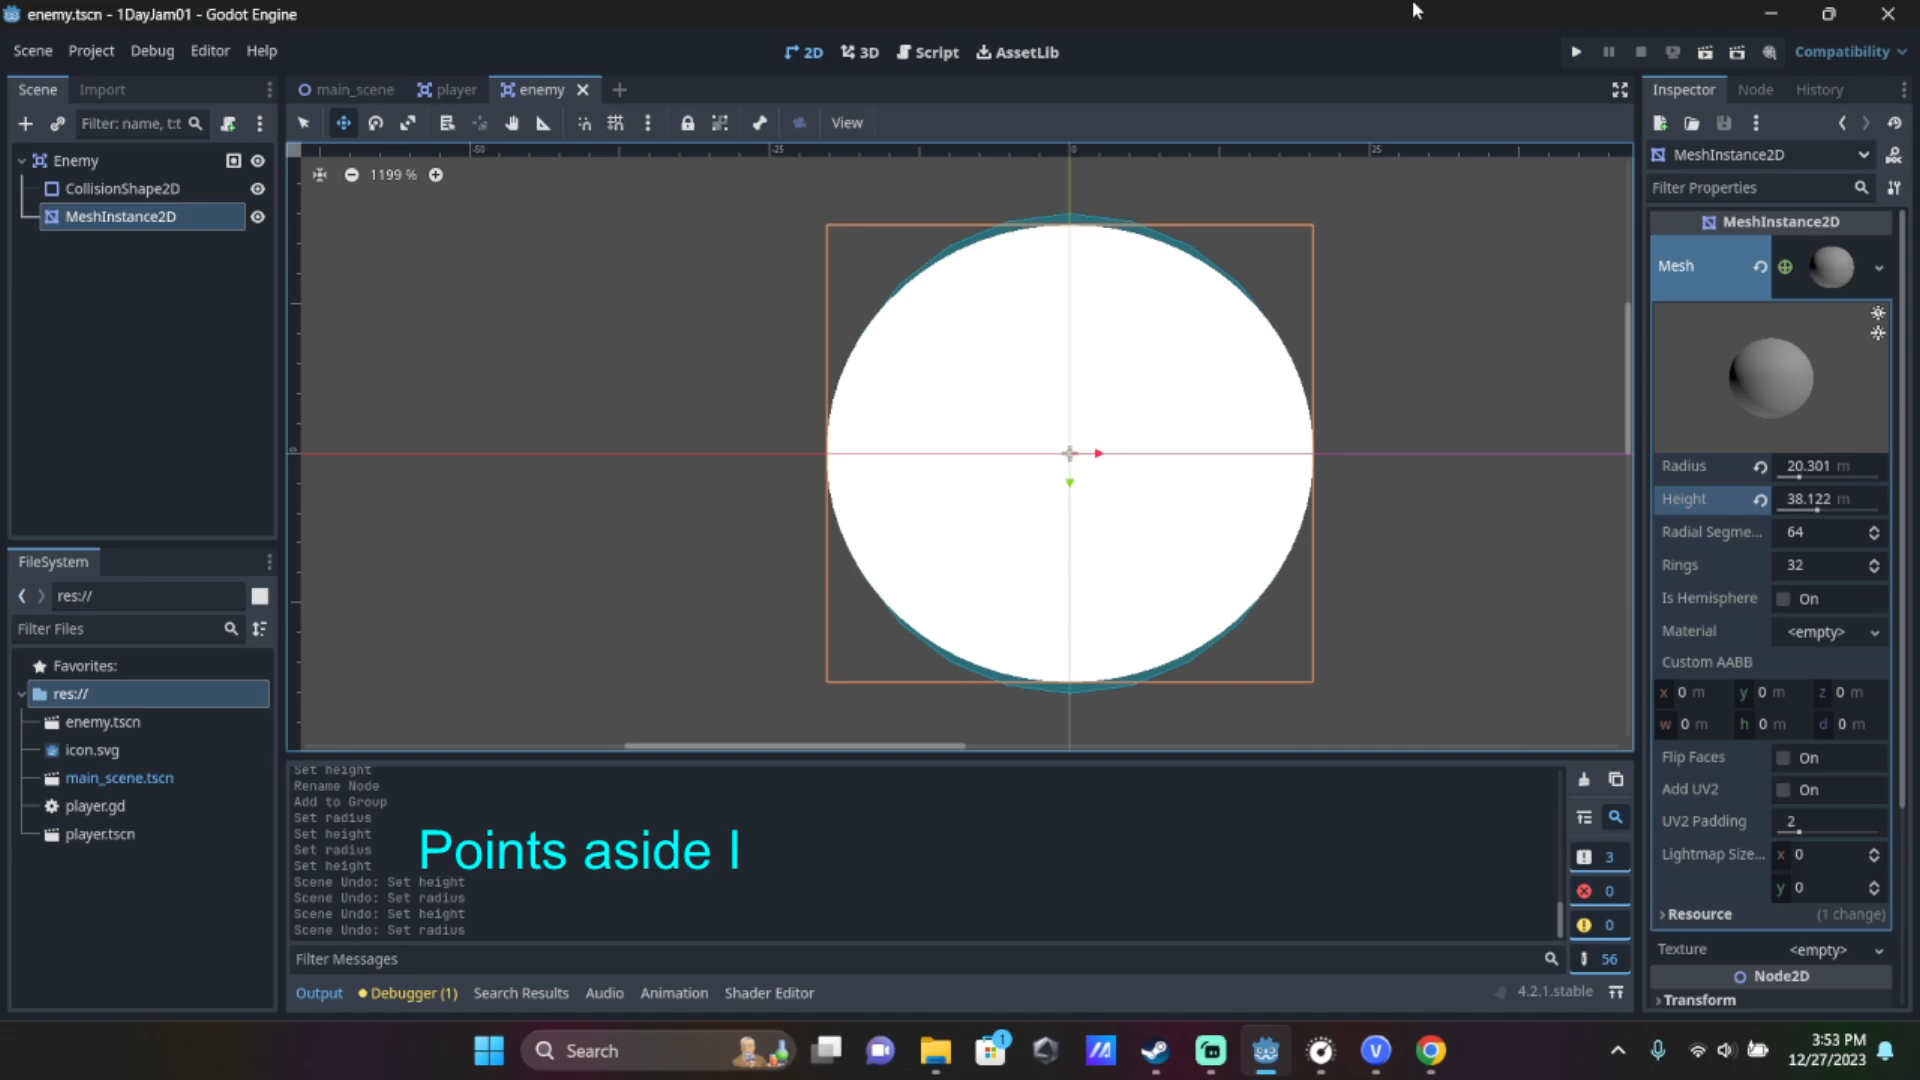 enemy.tscn - 1DayJam01 - Godot Engine
Scene Project Debug Editor Help
2D 3D Script AssetLib
Compatibility
Scene Import
main_scene player enemy
Inspector Node History
Filter: name, t:t
View
Enemy
CollisionShape2D
MeshInstance2D
-50 -25 0 25
0
1199 %
MeshInstance2D
Filter Properties
MeshInstance2D
Mesh
Radius 20.301 m
Height 38.122 m
Radial Segme... 64
Rings 32
Is Hemisphere On
Material <empty>
Custom AABB
x 0 m y 0 m z 0 m
w 0 m h 0 m d 0 m
Flip Faces On
Add UV2 On
UV2 Padding 2
Lightmap Size... x 0
y 0
Resource (1 change)
Texture <empty>
Node2D
Transform
FileSystem
res://
Filter Files
Favorites:
res://
enemy.tscn
icon.svg
main_scene.tscn
player.gd
player.tscn
Set height
Rename Node
Add to Group
Set radius
Set height
Set radius
Set height
Scene Undo: Set height
Scene Undo: Set radius
Scene Undo: Set height
Scene Undo: Set radius
Points aside I
3
0
0
56
Filter Messages
Output Debugger (1) Search Results Audio Animation Shader Editor
4.2.1.stable
Search
1
3:53 PM
12/27/2023